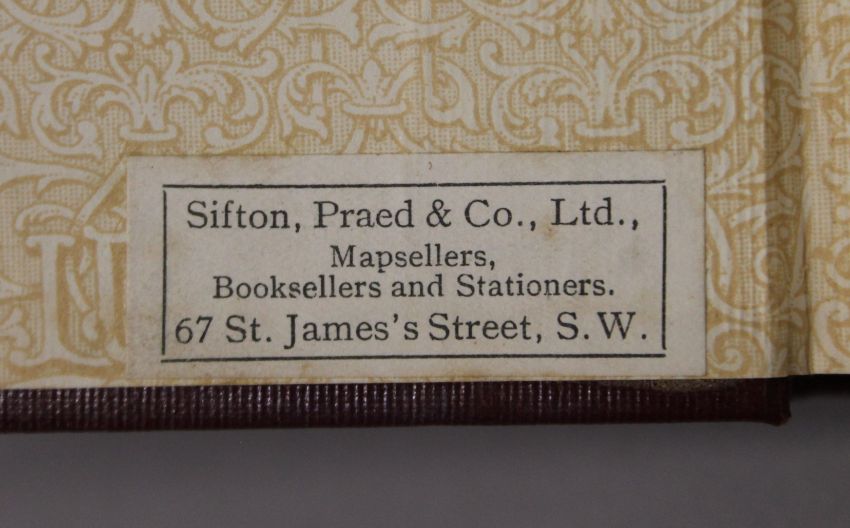 Sifton, Praed & Co., Ltd.,
Mapsellers,
Booksellers and Stationers.
67 St. James's Street, S.W.